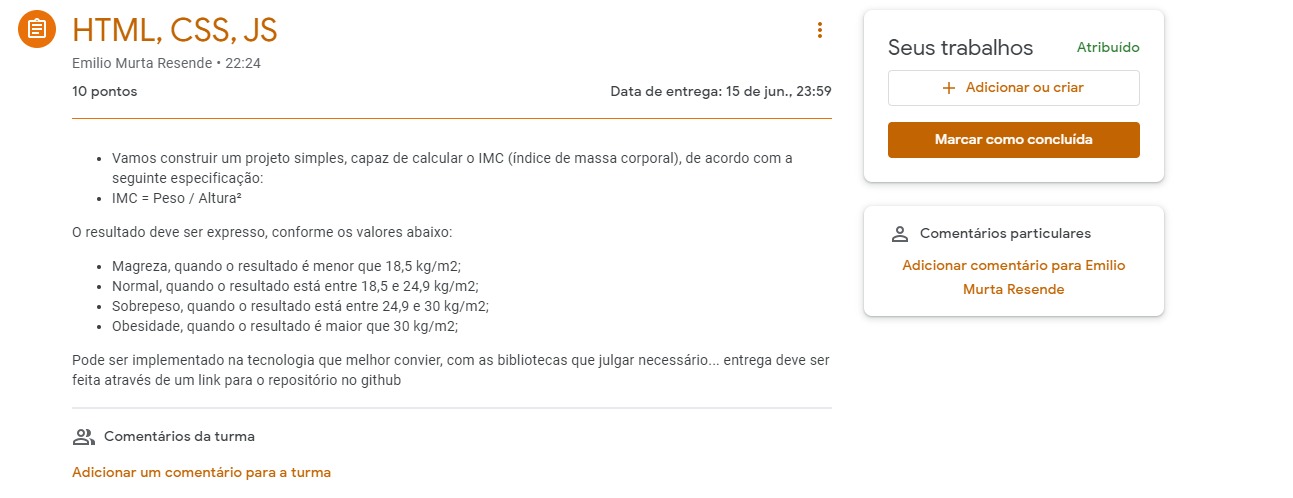 HTML, CSS, JS
Emilio Murta Resende • 22:24
10 pontos
Data de entrega: 15 de jun., 23:59
• Vamos construir um projeto simples, capaz de calcular o IMC (índice de massa corporal), de acordo com a
seguinte especificação:
• IMC = Peso / Altura²
O resultado deve ser expresso, conforme os valores abaixo:
• Magreza, quando o resultado é menor que 18,5 kg/m2;
• Normal, quando o resultado está entre 18,5 e 24,9 kg/m2;
• Sobrepeso, quando o resultado está entre 24,9 e 30 kg/m2;
• Obesidade, quando o resultado é maior que 30 kg/m2;
Pode ser implementado na tecnologia que melhor convier, com as bibliotecas que julgar necessário... entrega deve ser
feita através de um link para o repositório no github
Comentários da turma
Adicionar um comentário para a turma
Seus trabalhos
Atribuído
+ Adicionar ou criar
Marcar como concluída
Comentários particulares
Adicionar comentário para Emilio
Murta Resende